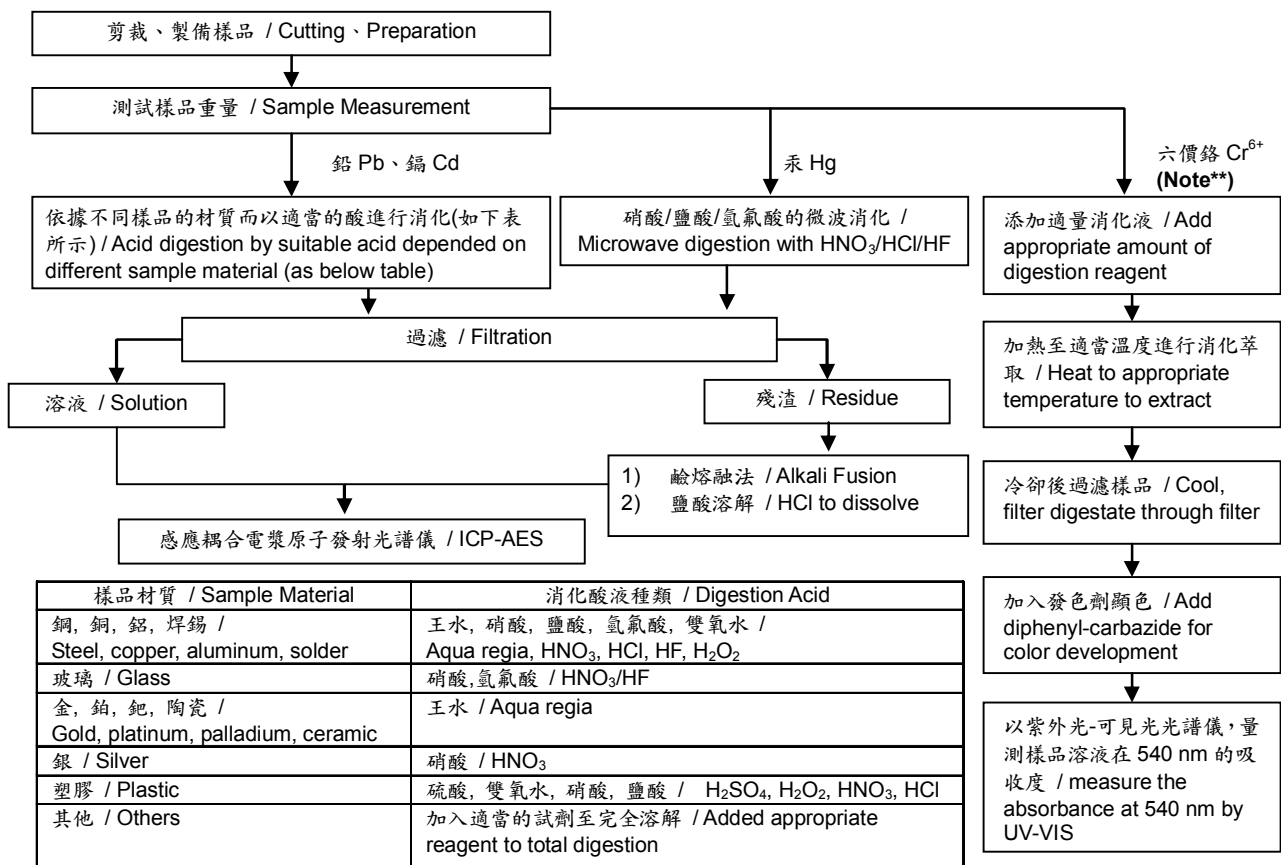 剪裁、製備樣品 / Cutting、Preparation
測試樣品重量 / Sample Measurement
鉛 Pb、鎘 Cd
汞 Hg
六價鉻 Cr6+
(Note**)
依據不同樣品的材質而以適當的酸進行消化(如下表
所示) / Acid digestion by suitable acid depended on
different sample material (as below table)
硝酸/鹽酸/氫氟酸的微波消化 /
Microwave digestion with HNO3/HCl/HF
添加適量消化液 / Add
appropriate amount of
digestion reagent
過濾 / Filtration
加熱至適當溫度進行消化萃
取 / Heat to appropriate
temperature to extract
溶液 / Solution
殘渣 / Residue
1) 鹼熔融法 / Alkali Fusion
2) 鹽酸溶解 / HCl to dissolve
冷卻後過濾樣品 / Cool,
filter digestate through filter
感應耦合電漿原子發射光譜儀 / ICP-AES
加入發色劑顯色 / Add
diphenyl-carbazide for
color development
以紫外光-可見光光譜儀，量
測樣品溶液在 540 nm 的吸
收度 / measure the
absorbance at 540 nm by
UV-VIS
樣品材質 / Sample Material
消化酸液種類 / Digestion Acid
鋼, 銅, 鋁, 焊錫 /
Steel, copper, aluminum, solder
王水, 硝酸, 鹽酸, 氫氟酸, 雙氧水 /
Aqua regia, HNO3, HCl, HF, H2O2
玻璃 / Glass
硝酸,氫氟酸 / HNO3/HF
金, 鉑, 鈀, 陶瓷 /
Gold, platinum, palladium, ceramic
王水 / Aqua regia
銀 / Silver
硝酸 / HNO3
塑膠 / Plastic
硫酸, 雙氧水, 硝酸, 鹽酸 / H2SO4, H2O2, HNO3, HCl
其他 / Others
加入適當的試劑至完全溶解 / Added appropriate
reagent to total digestion